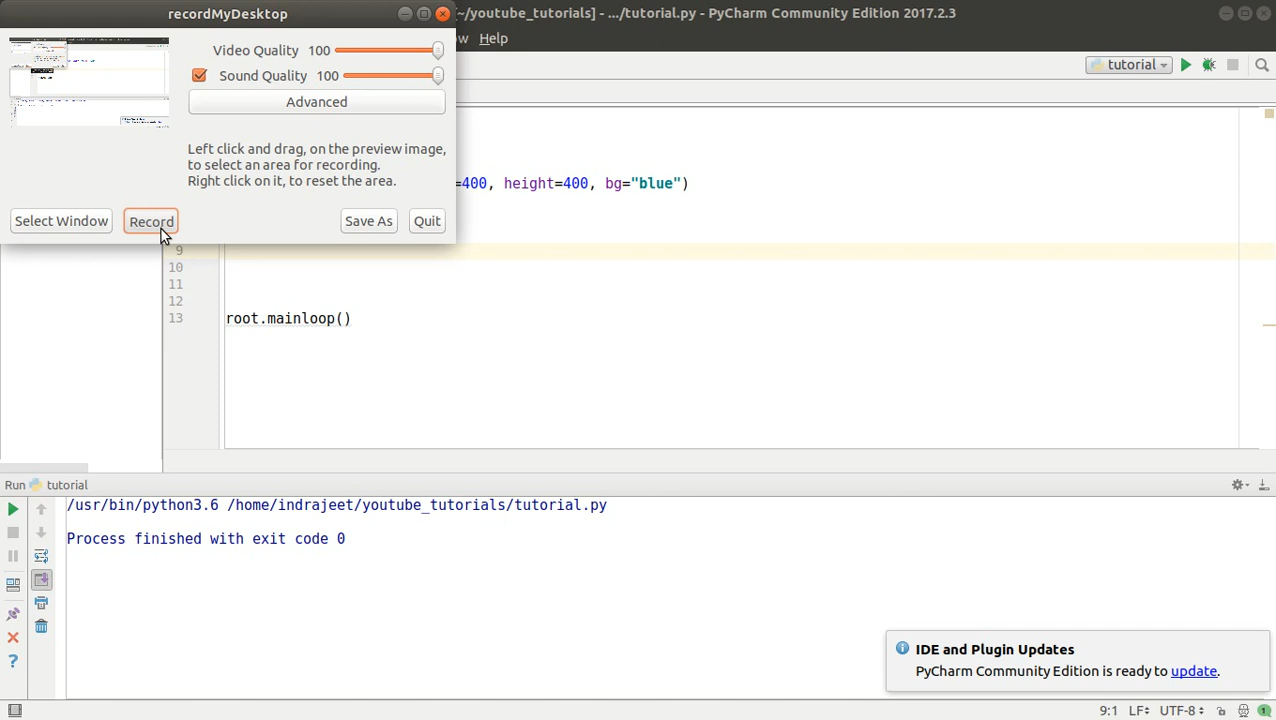 recordMyDesktop
~/youtube_tutorials] - .../tutorial.py - PyCharm Community Edition 2017.2.3
Video Quality 100
Sound Quality 100
Advanced
Left click and drag, on the preview image,
to select an area for recording.
Right click on it, to reset the area.
Select Window
Record
Save As
Quit
w Help
tutorial
=400, height=400, bg="blue")
9
10
11
12
13 root.mainloop()
Run tutorial
/usr/bin/python3.6 /home/indrajeet/youtube_tutorials/tutorial.py
Process finished with exit code 0
IDE and Plugin Updates
PyCharm Community Edition is ready to update.
9:1 LF UTF-8 1